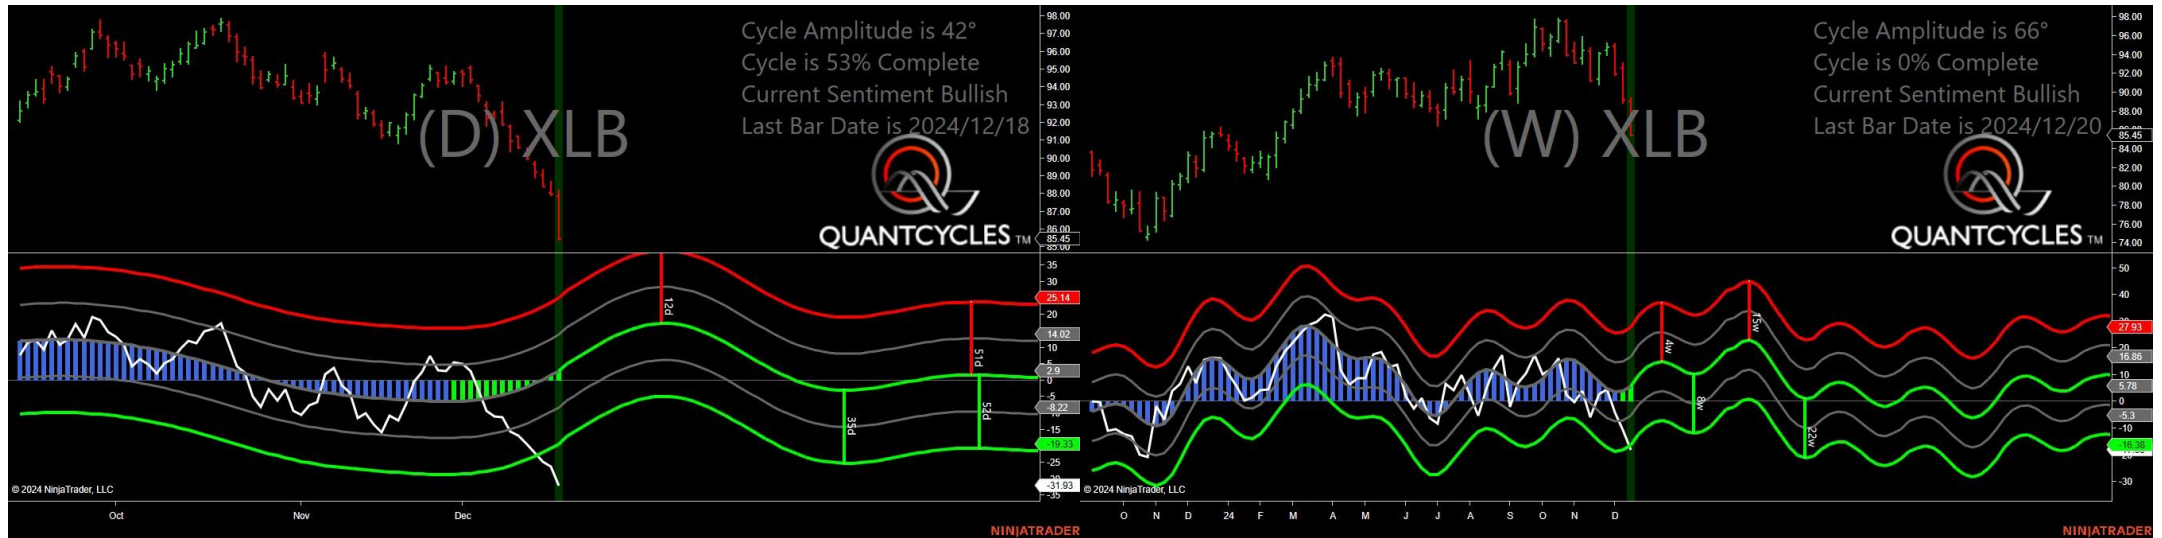 Cycle Amplitude is 42°
Cycle is 53% Complete
Current Sentiment Bullish
Last Bar Date is 2024/12/18
(D) XLB
QUANTCYCLES TM
98.00
97.00
96.00
95.00
94.00
93.00
92.00
91.00
90.00
89.00
88.00
87.00
86.00
85.45
85.00
35
30
25.14
20
14.02
10
5
2.9
0
-5
-8.22
-15
-19.33
-25
-31.93
-35
12d
35d
51d
52d
© 2024 NinjaTrader, LLC
Oct Nov Dec
NINJATRADER
Cycle Amplitude is 66°
Cycle is 0% Complete
Current Sentiment Bullish
Last Bar Date is 2024/12/20
(W) XLB
QUANTCYCLES TM
98.00
96.00
94.00
92.00
90.00
88.00
85.45
84.00
82.00
80.00
78.00
76.00
74.00
50
40
27.93
20
16.86
10
5.78
0
-5.3
-10
-16.38
-30
4w
8w
15w
22w
© 2024 NinjaTrader, LLC
O N D 24 F M A M J J A S O N D
NINJATRADER